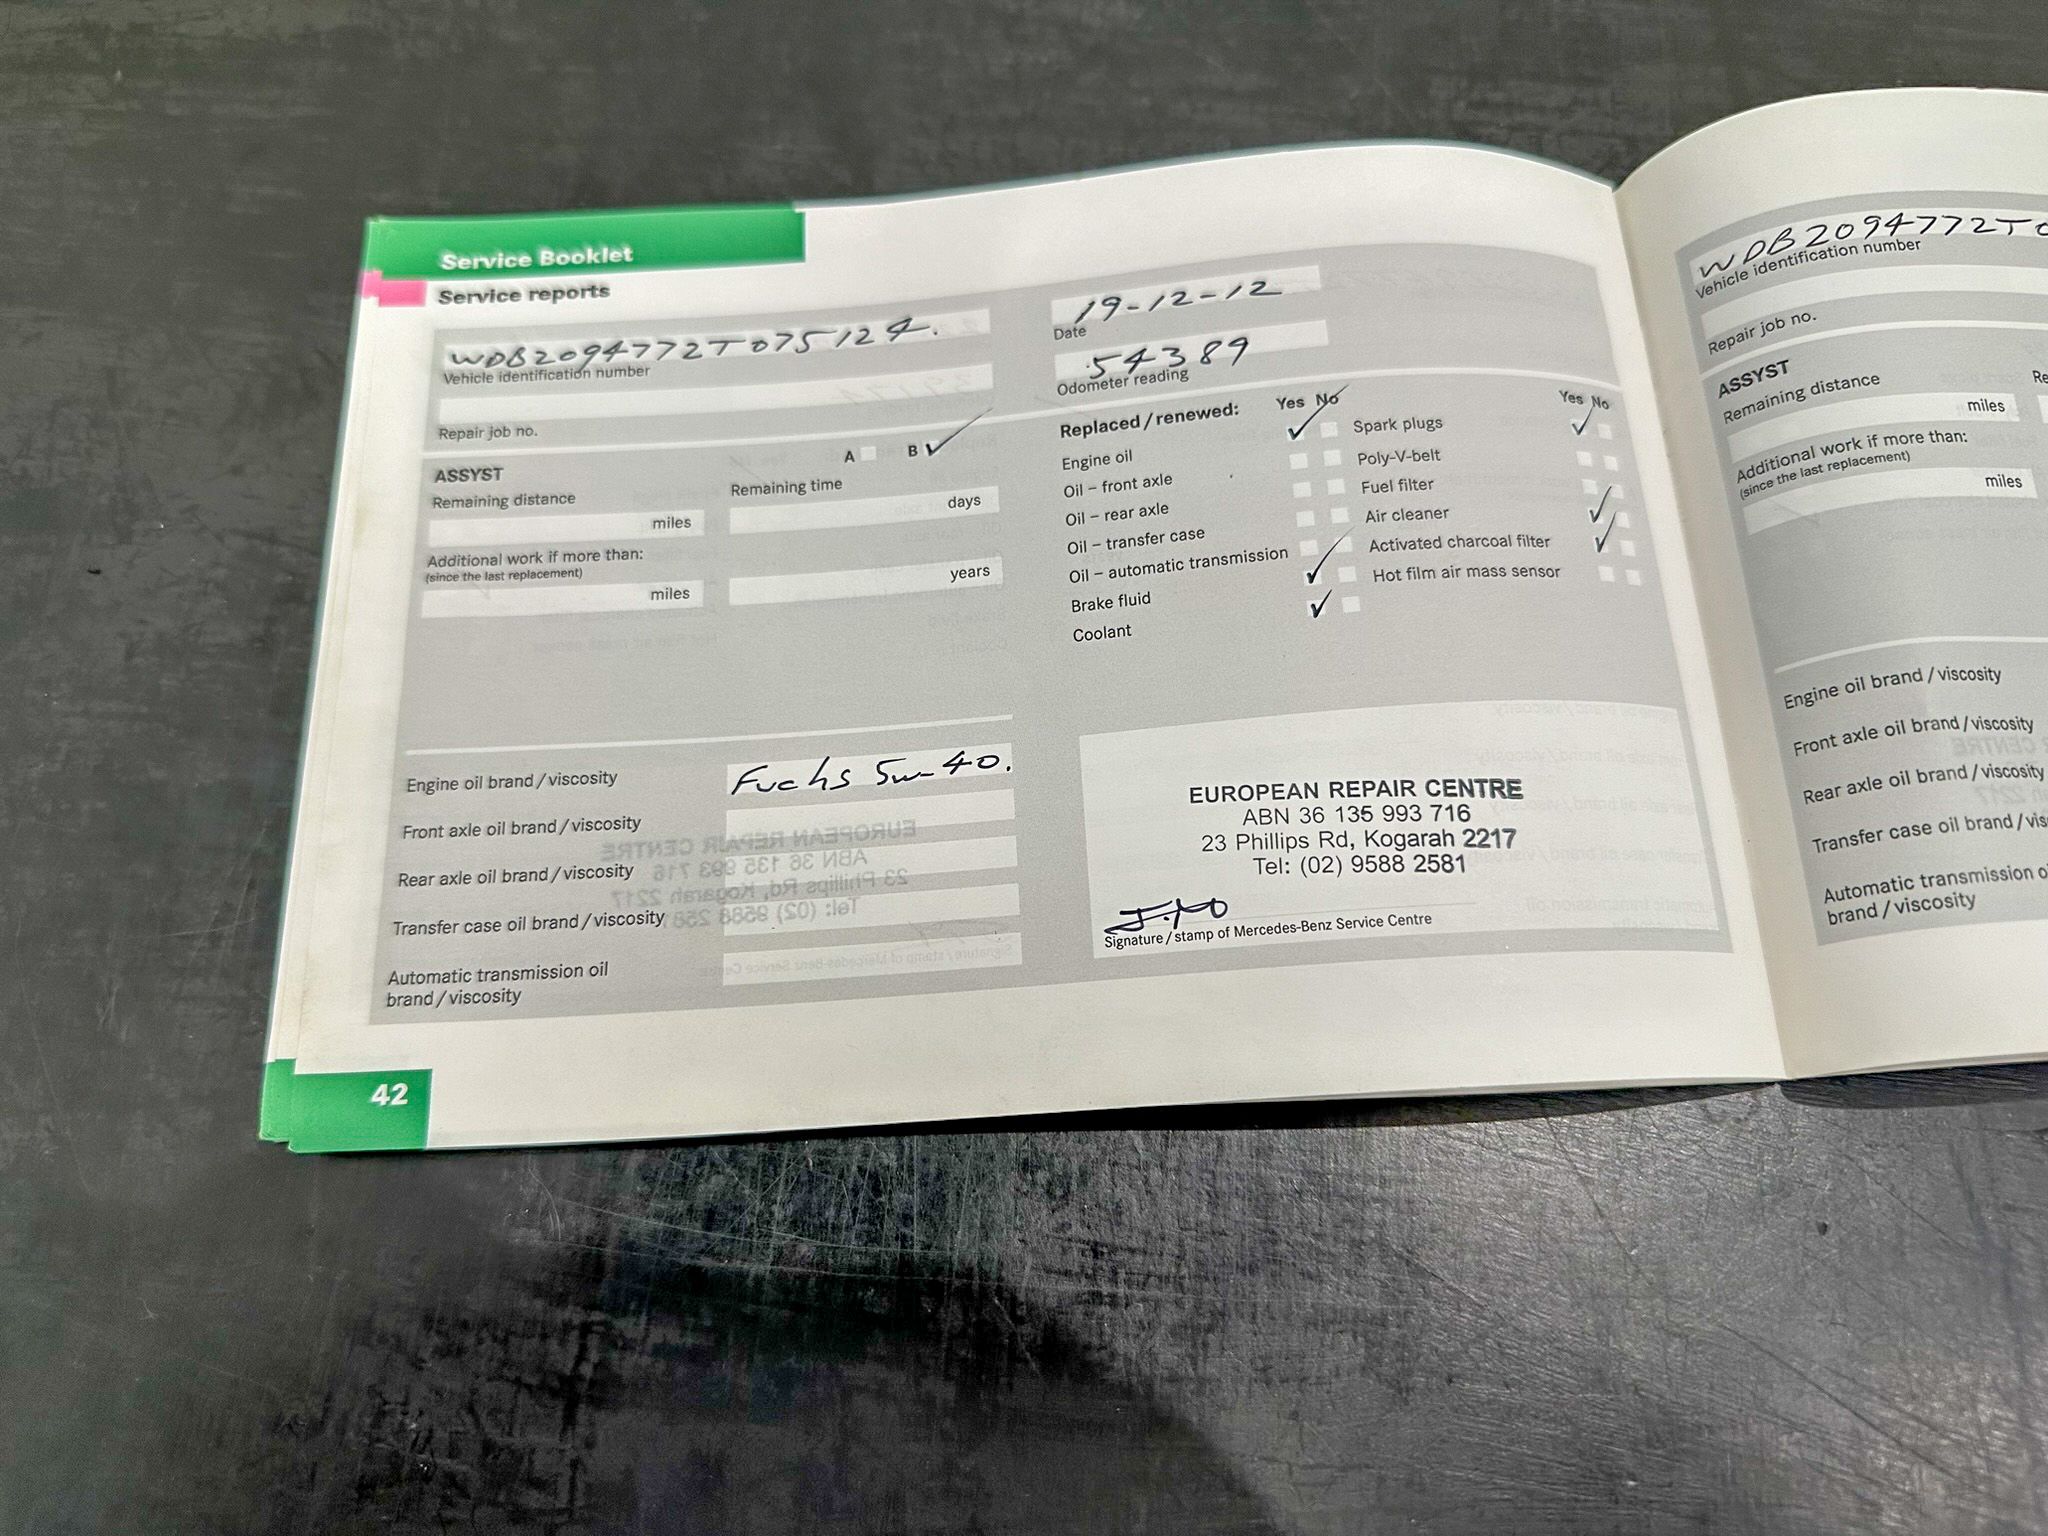 Service Booklet
Service reports
WDB2094772T075124.
Vehicle identification number
Repair job no.
19-12-12
Date
54389
Odometer reading
ASSYST
A B ✓
Remaining distance
Remaining time
miles
days
Additional work if more than:
(since the last replacement)
miles
years
Replaced / renewed: Yes No
Engine oil ✓
Oil – front axle
Oil – rear axle
Oil – transfer case
Oil – automatic transmission
Brake fluid ✓
Coolant ✓
Yes No
Spark plugs ✓
Poly-V-belt
Fuel filter
Air cleaner ✓
Activated charcoal filter ✓
Hot film air mass sensor
Engine oil brand / viscosity
Fuchs 5w-40.
Front axle oil brand / viscosity
Rear axle oil brand / viscosity
Transfer case oil brand / viscosity
Automatic transmission oil
brand / viscosity
EUROPEAN REPAIR CENTRE
ABN 36 135 993 716
23 Phillips Rd, Kogarah 2217
Tel: (02) 9588 2581
Signature / stamp of Mercedes-Benz Service Centre
42
WDB2094772T
Vehicle identification number
Repair job no.
ASSYST
Remaining distance
Re
miles
Additional work if more than:
(since the last replacement)
miles
Engine oil brand / viscosity
Front axle oil brand / viscosity
Rear axle oil brand / viscosity
Transfer case oil brand / vis
Automatic transmission o
brand / viscosity